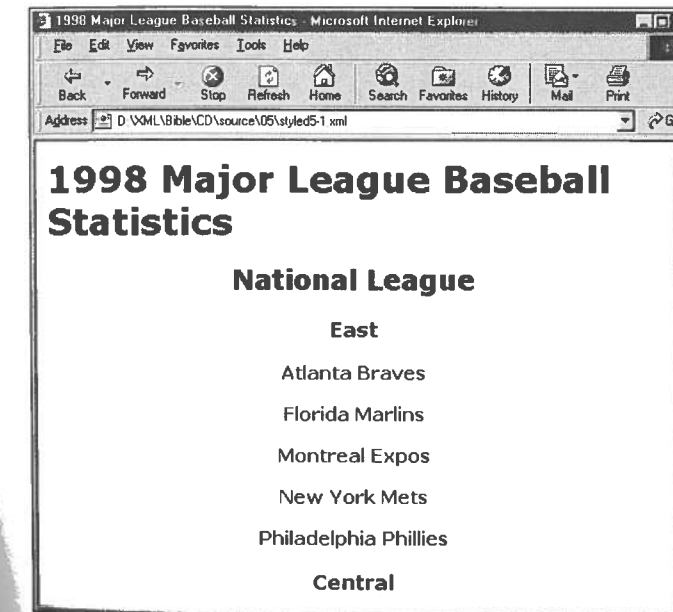 1998 Major League Baseball Statistics - Microsoft Internet Explorer
File Edit View Favorites Tools Help
Back Forward Stop Refresh Home Search Favorites History Mail Print
Address D:\XML\Bible\CD\source\05\styled5-1.xml G
1998 Major League Baseball
Statistics
National League
East
Atlanta Braves
Florida Marlins
Montreal Expos
New York Mets
Philadelphia Phillies
Central